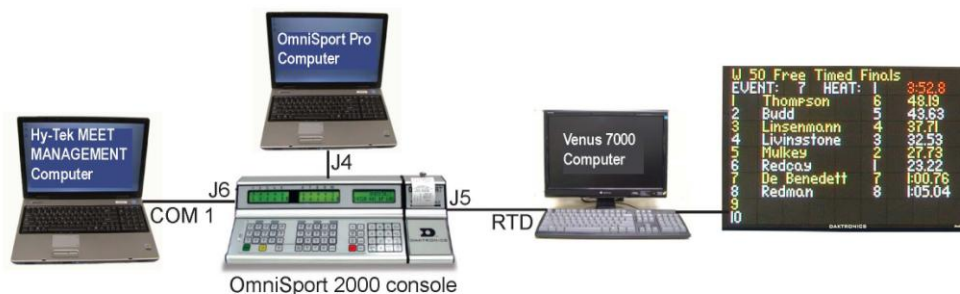 OmniSport Pro
Computer
Hy-Tek MEET
MANAGEMENT
Computer
J6
COM 1
J4
J5
RTD
OmniSport 2000 console
DAKTRONICS
Venus 7000
Computer
W 50 Free Timed Finals
EVENT: 7 HEAT: 1 3:52.8
1 Thompson 6 48.19
2 Budd 5 43.63
3 Linsenmann 4 37.71
4 Livingstone 3 32.53
5 Mulkey 2 27.73
6 Redcay 1 23.22
7 De Benedett 7 1:00.76
8 Redman 8 1:05.04
9
10
DAKTRONICS